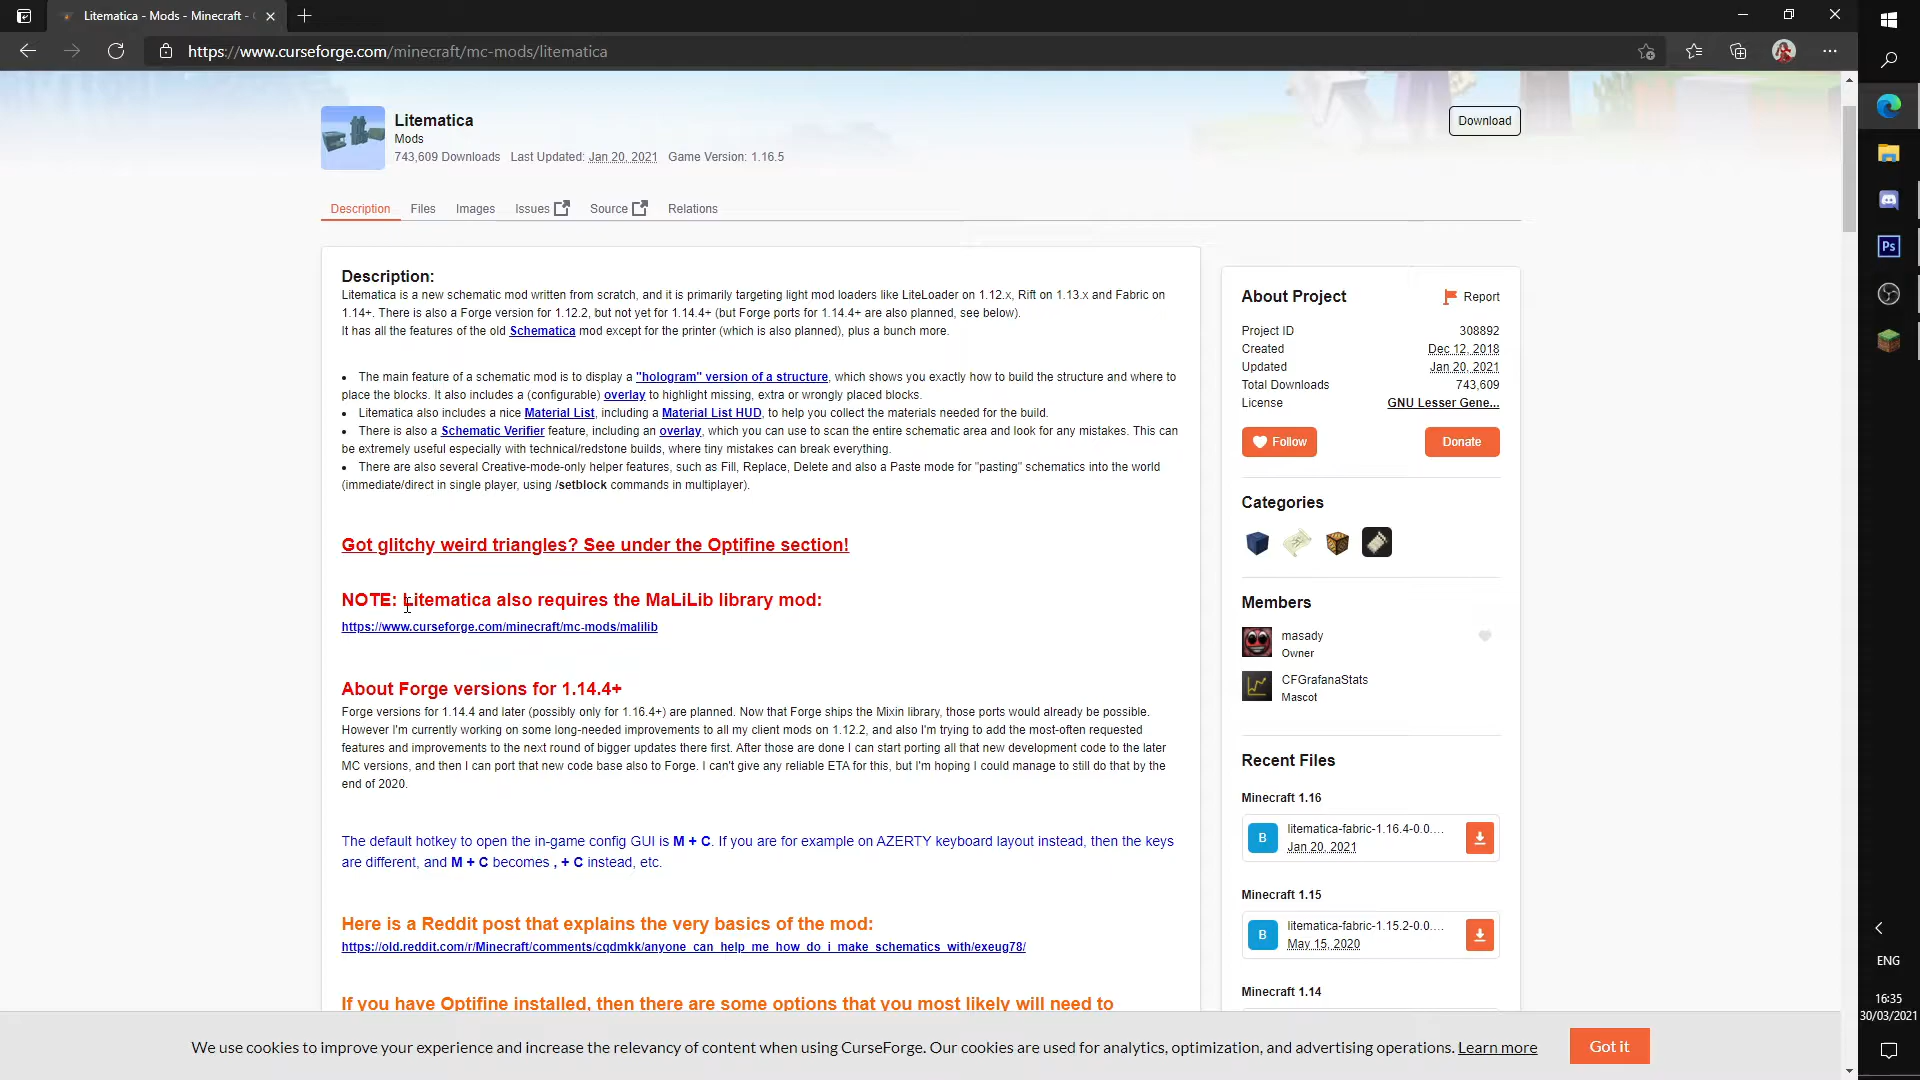 Litematica - Mods - Minecraft -
https://www.curseforge.com/minecraft/mc-mods/litematica
Litematica
Mods
743,609 Downloads Last Updated: Jan 20, 2021 Game Version: 1.16.5
Download
Description Files Images Issues Source Relations
Description:
Litematica is a new schematic mod written from scratch, and it is primarily targeting light mod loaders like LiteLoader on 1.12.x, Rift on 1.13.x and Fabric on
1.14+. There is also a Forge version for 1.12.2, but not yet for 1.14.4+ (but Forge ports for 1.14.4+ are also planned, see below).
It has all the features of the old Schematica mod except for the printer (which is also planned), plus a bunch more.
• The main feature of a schematic mod is to display a "hologram" version of a structure, which shows you exactly how to build the structure and where to
place the blocks. It also includes a (configurable) overlay to highlight missing, extra or wrongly placed blocks.
• Litematica also includes a nice Material List, including a Material List HUD, to help you collect the materials needed for the build.
• There is also a Schematic Verifier feature, including an overlay, which you can use to scan the entire schematic area and look for any mistakes. This can
be extremely useful especially with technical/redstone builds, where tiny mistakes can break everything.
• There are also several Creative-mode-only helper features, such as Fill, Replace, Delete and also a Paste mode for "pasting" schematics into the world
(immediate/direct in single player, using /setblock commands in multiplayer).
Got glitchy weird triangles? See under the Optifine section!
NOTE: Litematica also requires the MaLiLib library mod:
https://www.curseforge.com/minecraft/mc-mods/malilib
About Forge versions for 1.14.4+
Forge versions for 1.14.4 and later (possibly only for 1.16.4+) are planned. Now that Forge ships the Mixin library, those ports would already be possible.
However I'm currently working on some long-needed improvements to all my client mods on 1.12.2, and also I'm trying to add the most-often requested
features and improvements to the next round of bigger updates there first. After those are done I can start porting all that new development code to the later
MC versions, and then I can port that new code base also to Forge. I can't give any reliable ETA for this, but I'm hoping I could manage to still do that by the
end of 2020.
The default hotkey to open the in-game config GUI is M + C. If you are for example on AZERTY keyboard layout instead, then the keys
are different, and M + C becomes , + C instead, etc.
Here is a Reddit post that explains the very basics of the mod:
https://old.reddit.com/r/Minecraft/comments/cqdmkk/anyone_can_help_me_how_do_i_make_schematics_with/exeug78/
If you have Optifine installed, then there are some options that you most likely will need to
About Project Report
Project ID 308892
Created Dec 12, 2018
Updated Jan 20, 2021
Total Downloads 743,609
License GNU Lesser Gene...
Follow Donate
Categories
Members
masady
Owner
CFGrafanaStats
Mascot
Recent Files
Minecraft 1.16
B litematica-fabric-1.16.4-0.0....
Jan 20, 2021
Minecraft 1.15
B litematica-fabric-1.15.2-0.0....
May 15, 2020
Minecraft 1.14
We use cookies to improve your experience and increase the relevancy of content when using CurseForge. Our cookies are used for analytics, optimization, and advertising operations. Learn more
Got it
Ps
ENG
16:35
30/03/2021